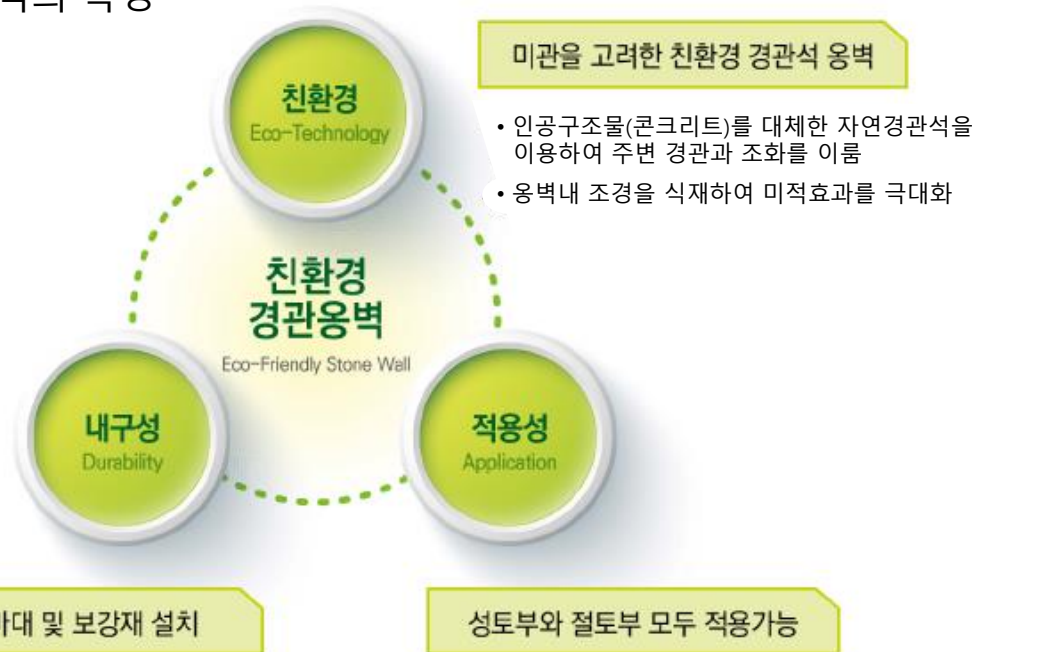 특징
미관을 고려한 친환경 경관석 옹벽
친환경
Eco-Technology
• 인공구조물(콘크리트)를 대체한 자연경관석을
이용하여 주변 경관과 조화를 이룸
• 옹벽내 조경을 식재하여 미적효과를 극대화
친환경
경관옹벽
Eco-Friendly Stone Wall
내구성
Durability
적용성
Application
및 보강재 설치
성토부와 절토부 모두 적용가능